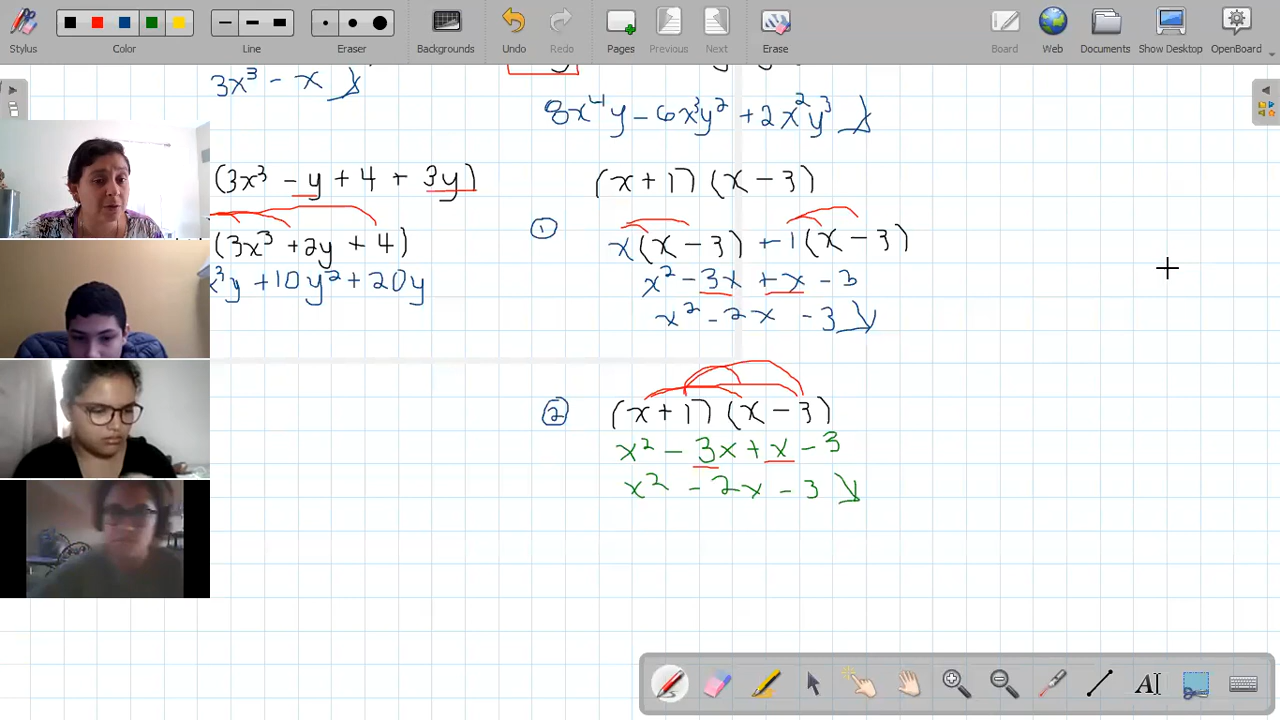 Stylus Color Line Eraser Backgrounds Undo Redo Pages Previous Next Erase Board Web Documents Show Desktop OpenBoard
3x³ - x
8x⁴y - 6x³y² + 2x²y³
(3x³ - y + 4 + 3y)
(3x³ + 2y + 4)
³y + 10y² + 20y
(x + 1) (x - 3)
① x(x - 3) + 1(x - 3)
x² - 3x + x - 3
x² - 2x - 3
② (x + 1) (x - 3)
x² - 3x + x - 3
x² - 2x - 3